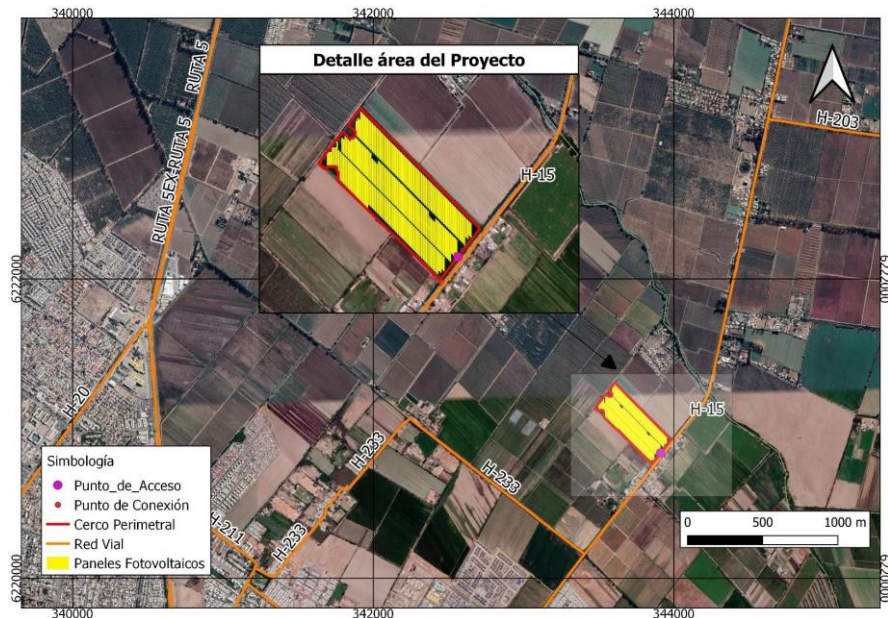 340000
342000
344000
Detalle área del Proyecto
H-15
RUTA 5EX-RUTA 5
RUTA 5
H-203
6222000
6222000
H-20
H-15
H-233
H-233
H-233
H-211
Simbología
Punto_de_Acceso
Punto de Conexión
Cerco Perimetral
Red Vial
Paneles Fotovoltaicos
0 500 1000 m
6220000
6220000
340000
342000
344000